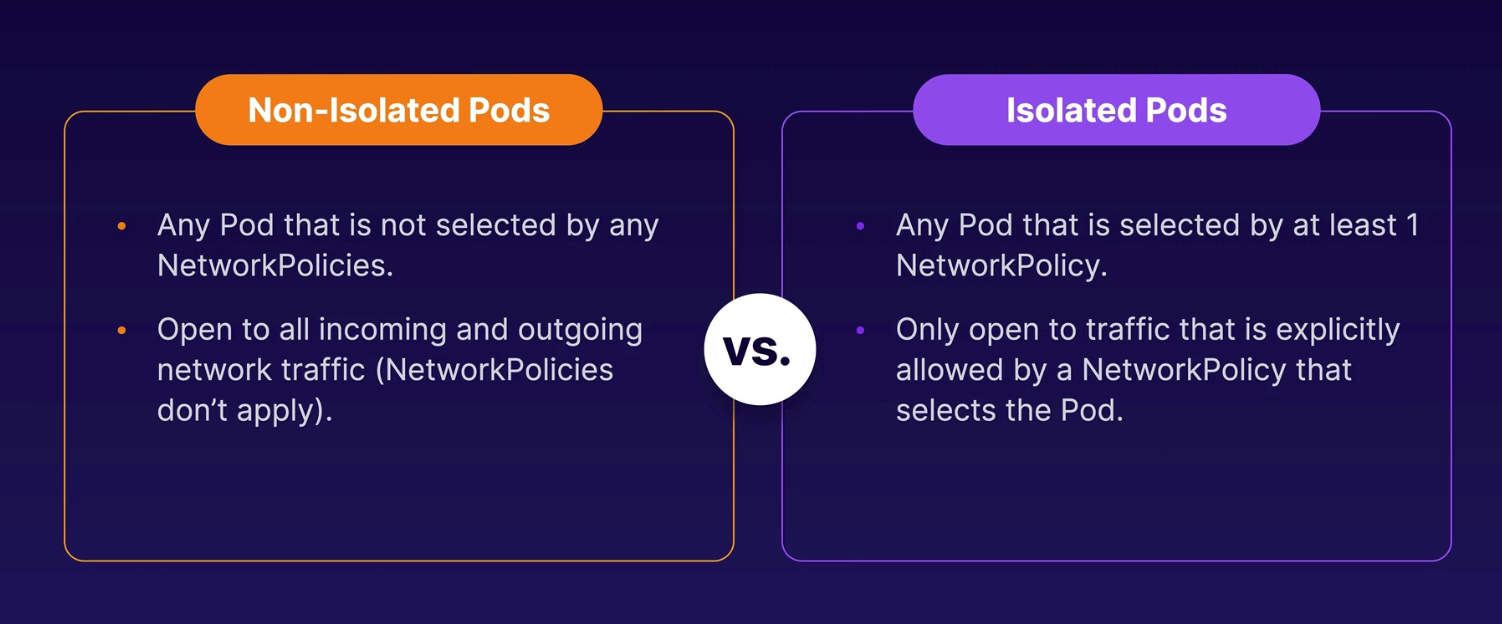 Non-Isolated Pods
• Any Pod that is not selected by any
NetworkPolicies.
• Open to all incoming and outgoing
network traffic (NetworkPolicies
don’t apply).
vs.
Isolated Pods
• Any Pod that is selected by at least 1
NetworkPolicy.
• Only open to traffic that is explicitly
allowed by a NetworkPolicy that
selects the Pod.